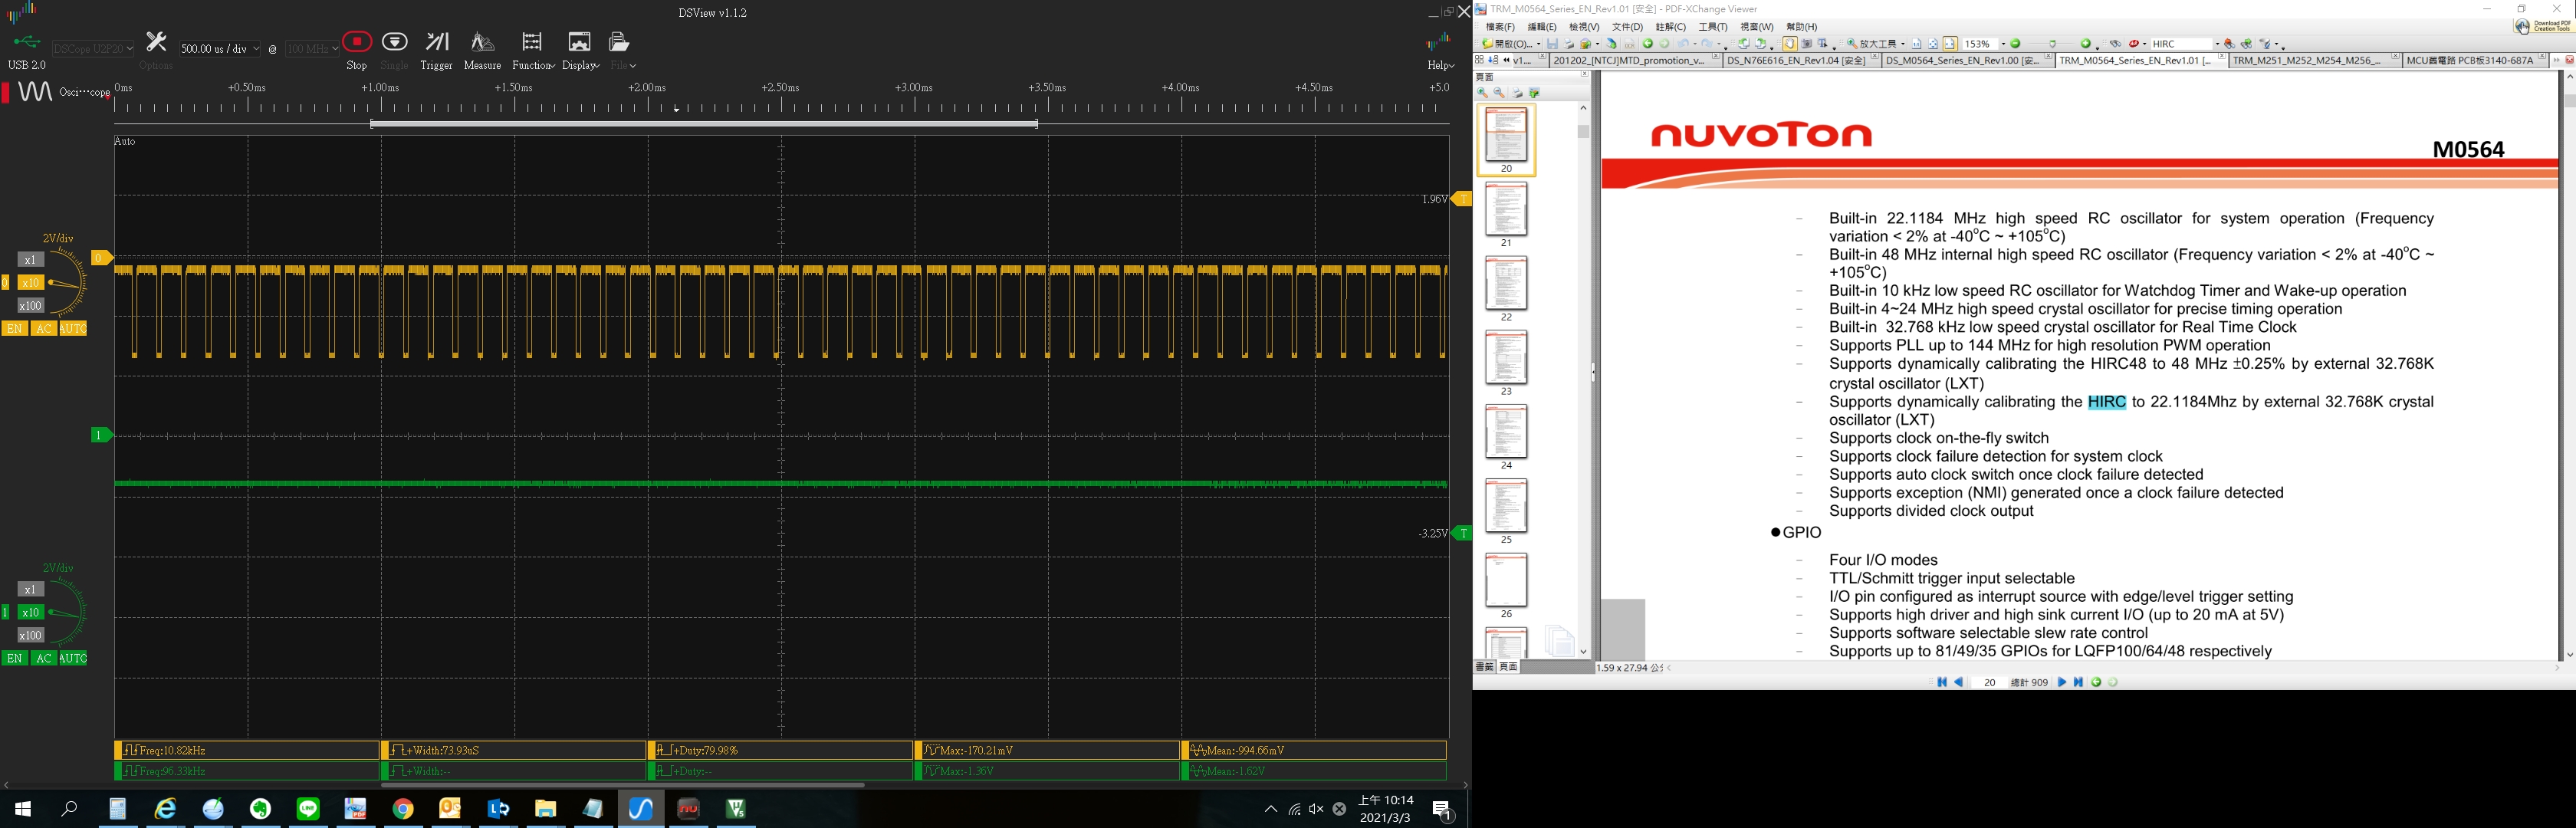 DSView v1.1.2
USB 2.0
DSCope U2P20
Options
500.00 us / div
@
100 MHz
Stop
Single
Trigger
Measure
Function
Display
File
Help
Osci···cope
0ms
+0.50ms
+1.00ms
+1.50ms
+2.00ms
+2.50ms
+3.00ms
+3.50ms
+4.00ms
+4.50ms
+5.0
Auto
1.96V
T
2V/div
0
x1
0
x10
x100
EN
AC
AUTO
1
-3.25V
T
2V/div
x1
1
x10
x100
EN
AC
AUTO
Freq:10.82kHz
+Width:73.93uS
+Duty:79.98%
Max:-170.21mV
Mean:-994.66mV
Freq:96.33kHz
+Width:--
+Duty:--
Max:-1.36V
Mean:-1.62V
上午 10:14
2021/3/3
1
TRM_M0564_Series_EN_Rev1.01 [安全] - PDF-XChange Viewer
檔案(F)
編輯(E)
檢視(V)
文件(D)
註解(C)
工具(T)
視窗(W)
幫助(H)
Download PDF
Creation Tools
開啟(O)...
放大工具
153%
HIRC
v1....
201202_[NTCJ]MTD_promotion_v...
DS_N76E616_EN_Rev1.04 [安全]
DS_M0564_Series_EN_Rev1.00 [安...
TRM_M0564_Series_EN_Rev1.01 [...
TRM_M251_M252_M254_M256_...
MCU舊電路 PCB板3140-687A
頁面
20
21
22
23
24
25
26
書籤
頁面
nuvoTon
M0564
– Built-in 22.1184 MHz high speed RC oscillator for system operation (Frequency
variation < 2% at -40°C ~ +105°C)
– Built-in 48 MHz internal high speed RC oscillator (Frequency variation < 2% at -40°C ~
+105°C)
– Built-in 10 kHz low speed RC oscillator for Watchdog Timer and Wake-up operation
– Built-in 4~24 MHz high speed crystal oscillator for precise timing operation
– Built-in 32.768 kHz low speed crystal oscillator for Real Time Clock
– Supports PLL up to 144 MHz for high resolution PWM operation
– Supports dynamically calibrating the HIRC48 to 48 MHz ±0.25% by external 32.768K
crystal oscillator (LXT)
– Supports dynamically calibrating the HIRC to 22.1184Mhz by external 32.768K crystal
oscillator (LXT)
– Supports clock on-the-fly switch
– Supports clock failure detection for system clock
– Supports auto clock switch once clock failure detected
– Supports exception (NMI) generated once a clock failure detected
– Supports divided clock output
●GPIO
– Four I/O modes
– TTL/Schmitt trigger input selectable
– I/O pin configured as interrupt source with edge/level trigger setting
– Supports high driver and high sink current I/O (up to 20 mA at 5V)
– Supports software selectable slew rate control
– Supports up to 81/49/35 GPIOs for LQFP100/64/48 respectively
1.59 x 27.94 公分
20
總計 909